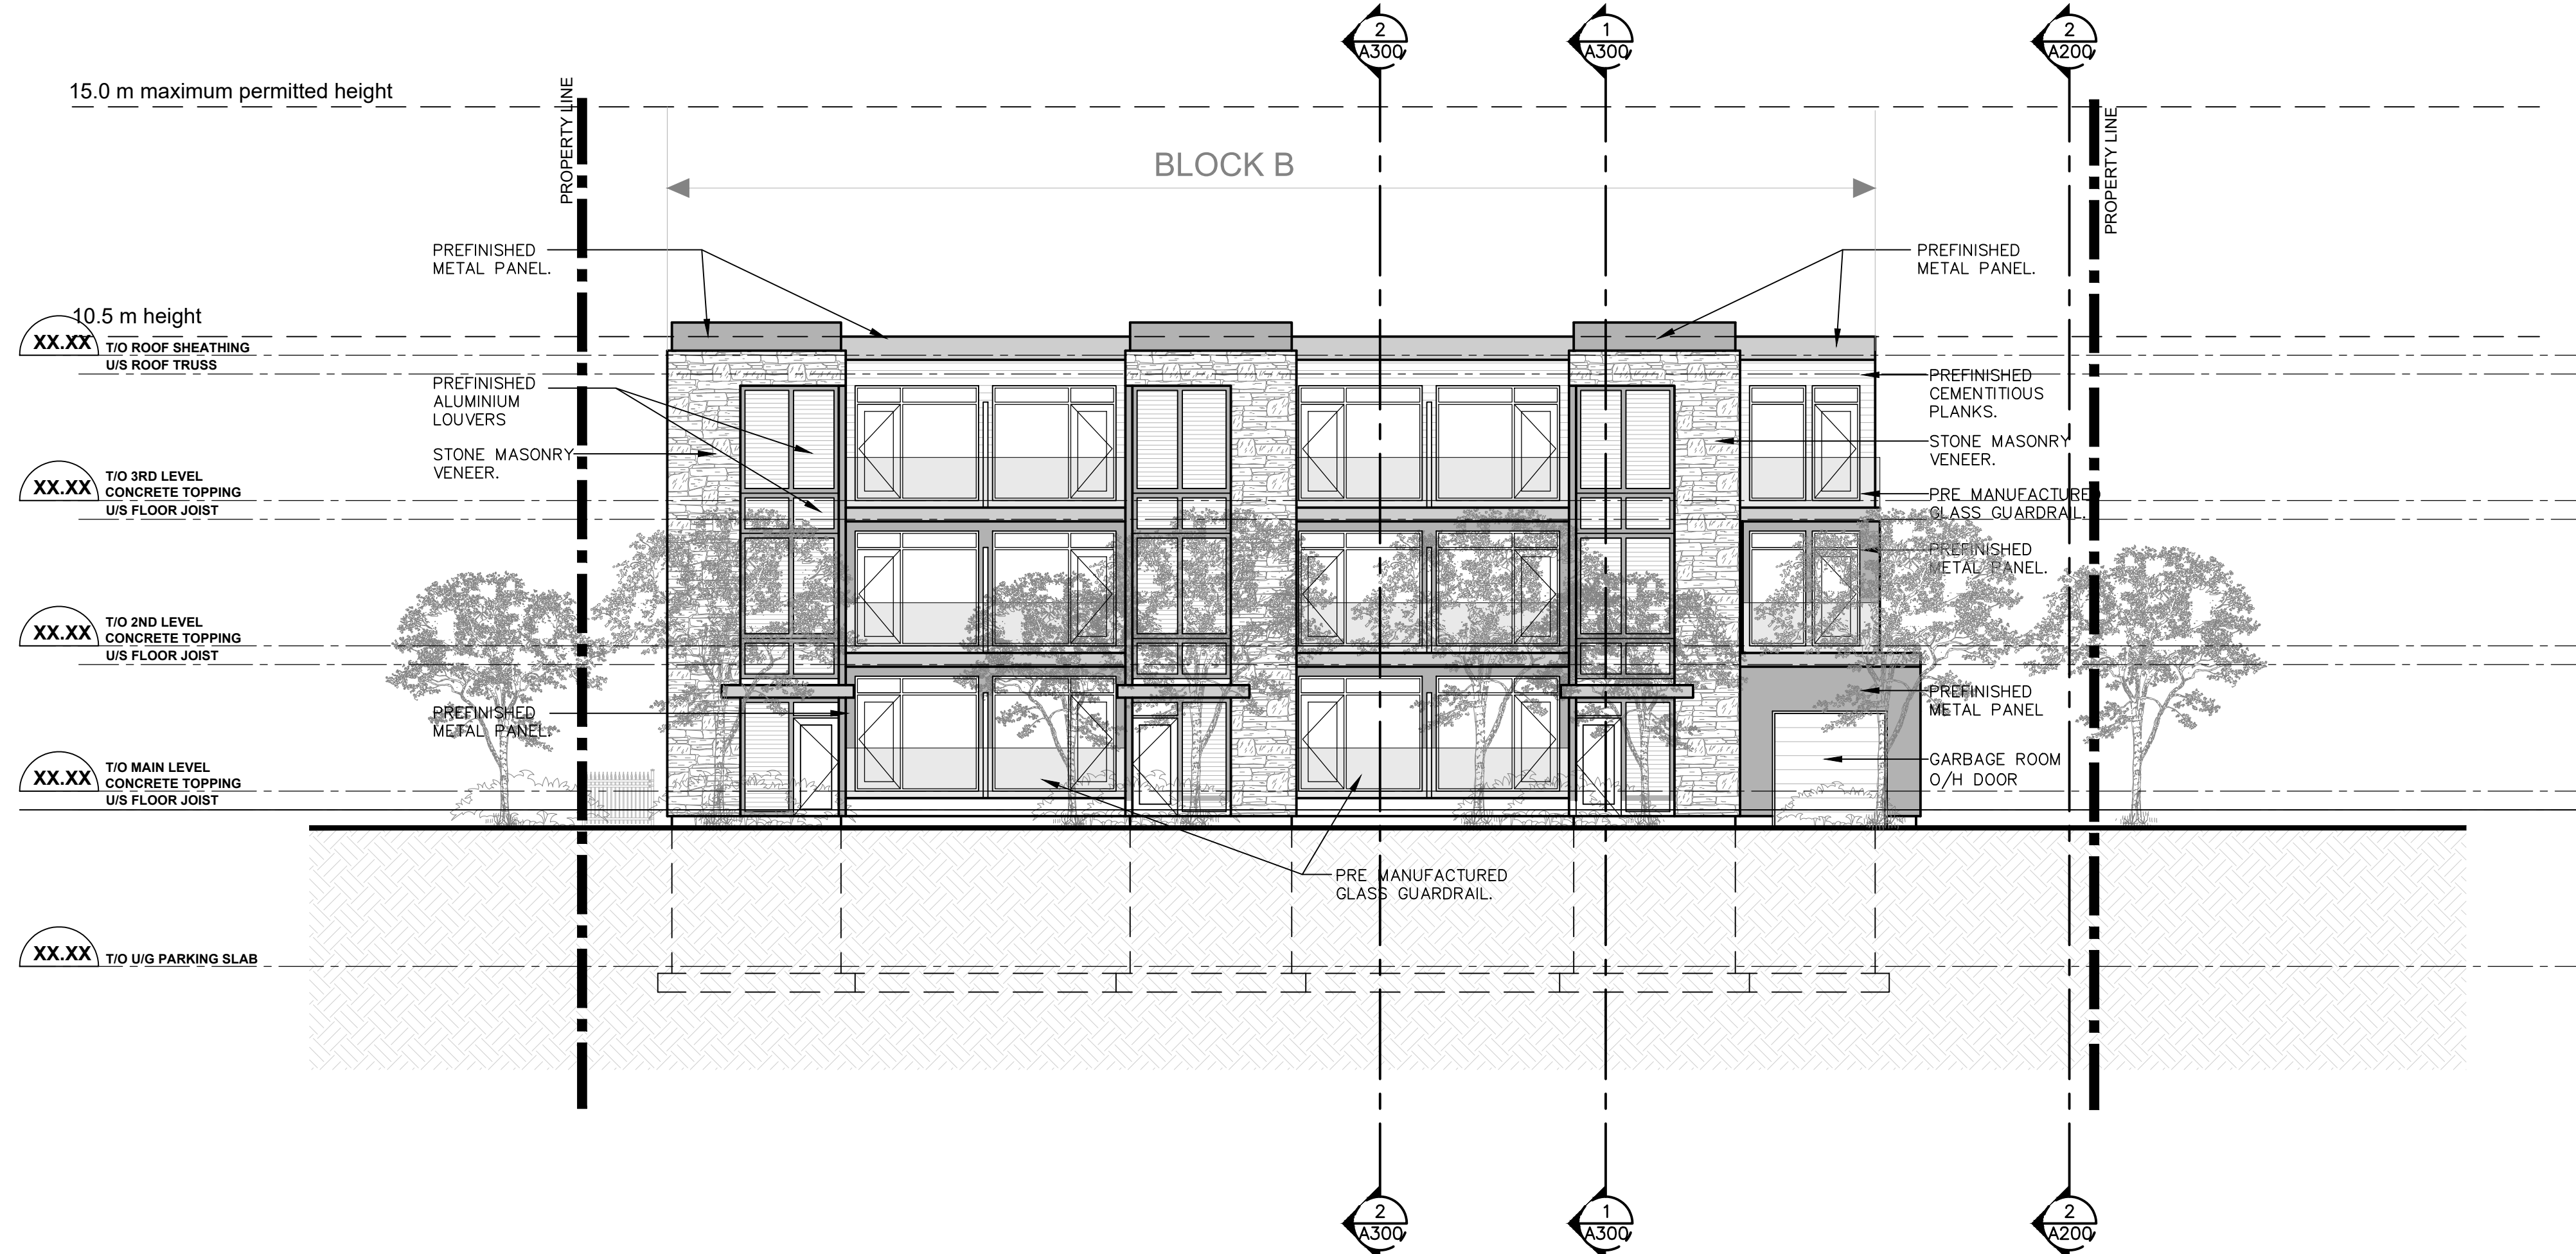 2
A300
1
A300
2
A200
15.0 m maximum permitted height
PROPERTY LINE
PROPERTY LINE
BLOCK B
PREFINISHED
METAL PANEL.
PREFINISHED
METAL PANEL.
10.5 m height
XX.XX
T/O ROOF SHEATHING
U/S ROOF TRUSS
PREFINISHED
ALUMINIUM
LOUVERS
STONE MASONRY
VENEER.
PREFINISHED
CEMENTITIOUS
PLANKS.
STONE MASONRY
VENEER.
XX.XX
T/O 3RD LEVEL
CONCRETE TOPPING
U/S FLOOR JOIST
PRE MANUFACTURED
GLASS GUARDRAIL.
PREFINISHED
METAL PANEL.
XX.XX
T/O 2ND LEVEL
CONCRETE TOPPING
U/S FLOOR JOIST
PREFINISHED
METAL PANEL.
PREFINISHED
METAL PANEL
XX.XX
T/O MAIN LEVEL
CONCRETE TOPPING
U/S FLOOR JOIST
GARBAGE ROOM
O/H DOOR
PRE MANUFACTURED
GLASS GUARDRAIL.
XX.XX
T/O U/G PARKING SLAB
2
A300
1
A300
2
A200